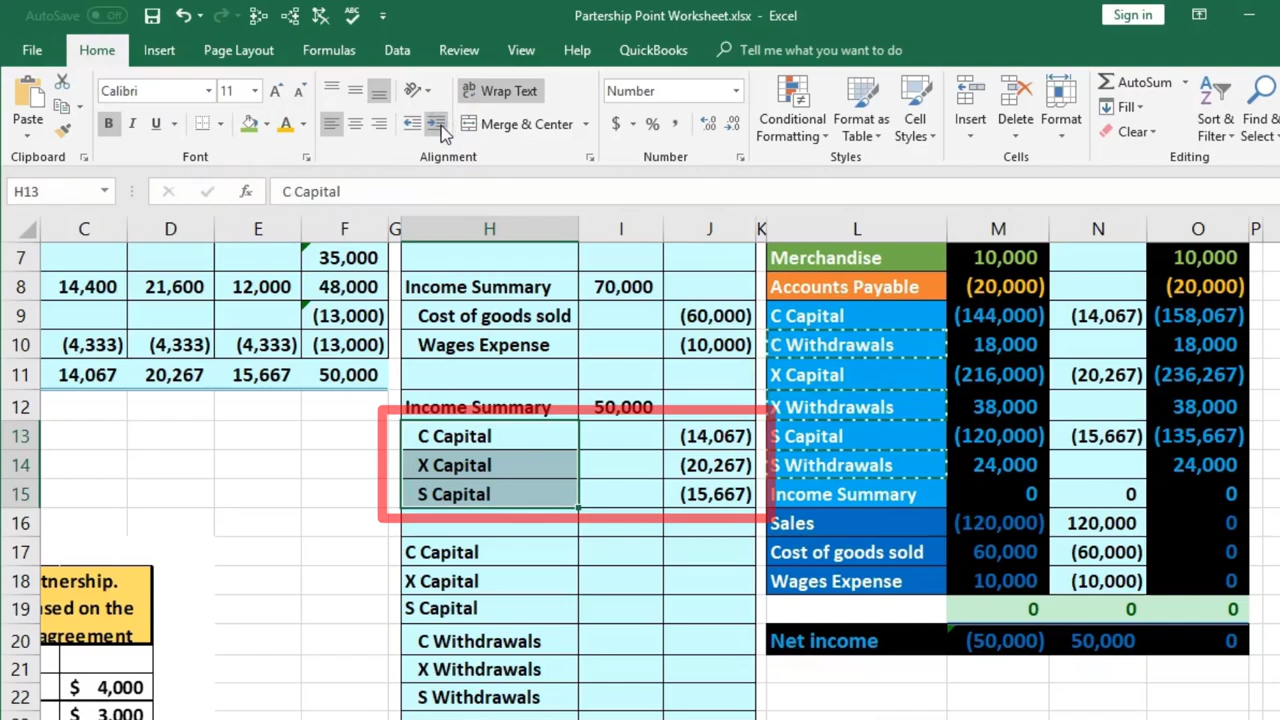 AutoSave Off Partership Point Worksheet.xlsx - Excel Sign in
File Home Insert Page Layout Formulas Data Review View Help QuickBooks Tell me what you want to do
Paste Calibri 11 A A Wrap Text Number Conditional Formatting Format as Table Cell Styles Insert Delete Format AutoSum Fill Clear Sort & Filter Find & Select
B I U A Merge & Center $ % ,
Clipboard Font Alignment Number Styles Cells Editing
H13 fx C Capital
C D E F G H I J K L M N O P
7 35,000 Merchandise 10,000 10,000
8 14,400 21,600 12,000 48,000 Income Summary 70,000 Accounts Payable (20,000) (20,000)
9 (13,000) Cost of goods sold (60,000) C Capital (144,000) (14,067) (158,067)
10 (4,333) (4,333) (4,333) (13,000) Wages Expense (10,000) C Withdrawals 18,000 18,000
11 14,067 20,267 15,667 50,000 X Capital (216,000) (20,267) (236,267)
12 Income Summary 50,000 X Withdrawals 38,000 38,000
13 C Capital (14,067) S Capital (120,000) (15,667) (135,667)
14 X Capital (20,267) S Withdrawals 24,000 24,000
15 S Capital (15,667) Income Summary 0 0 0
16 Sales (120,000) 120,000 0
17 C Capital Cost of goods sold 60,000 (60,000) 0
18 tnership. X Capital Wages Expense 10,000 (10,000) 0
19 ased on the S Capital 0 0 0
20 agreement C Withdrawals Net income (50,000) 50,000 0
21 X Withdrawals
22 $ 4,000 S Withdrawals
$ 3,000